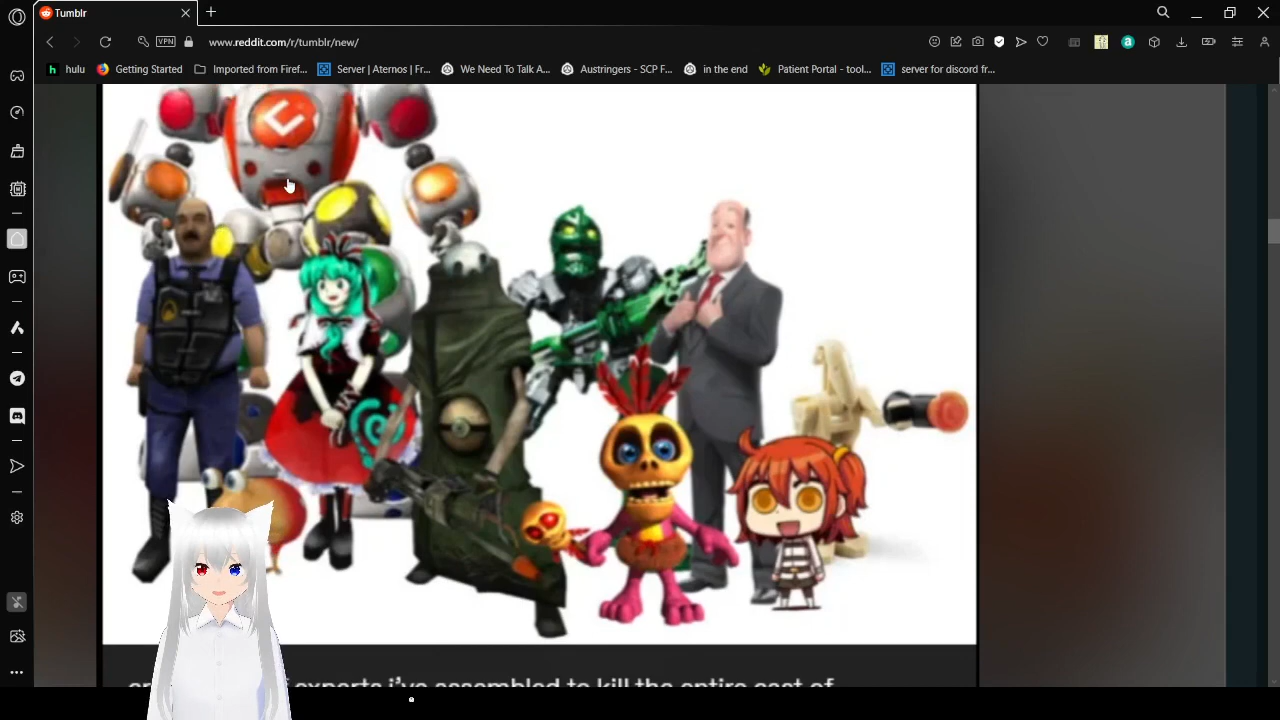 Tumblr
www.reddit.com/r/tumblr/new/
VPN
hulu
Getting Started
Imported from Firef...
Server | Aternos | Fr...
We Need To Talk A...
Austringers - SCP F...
in the end
Patient Portal - tool...
server for discord fr...
experts i've assembled to kill the entire cast of